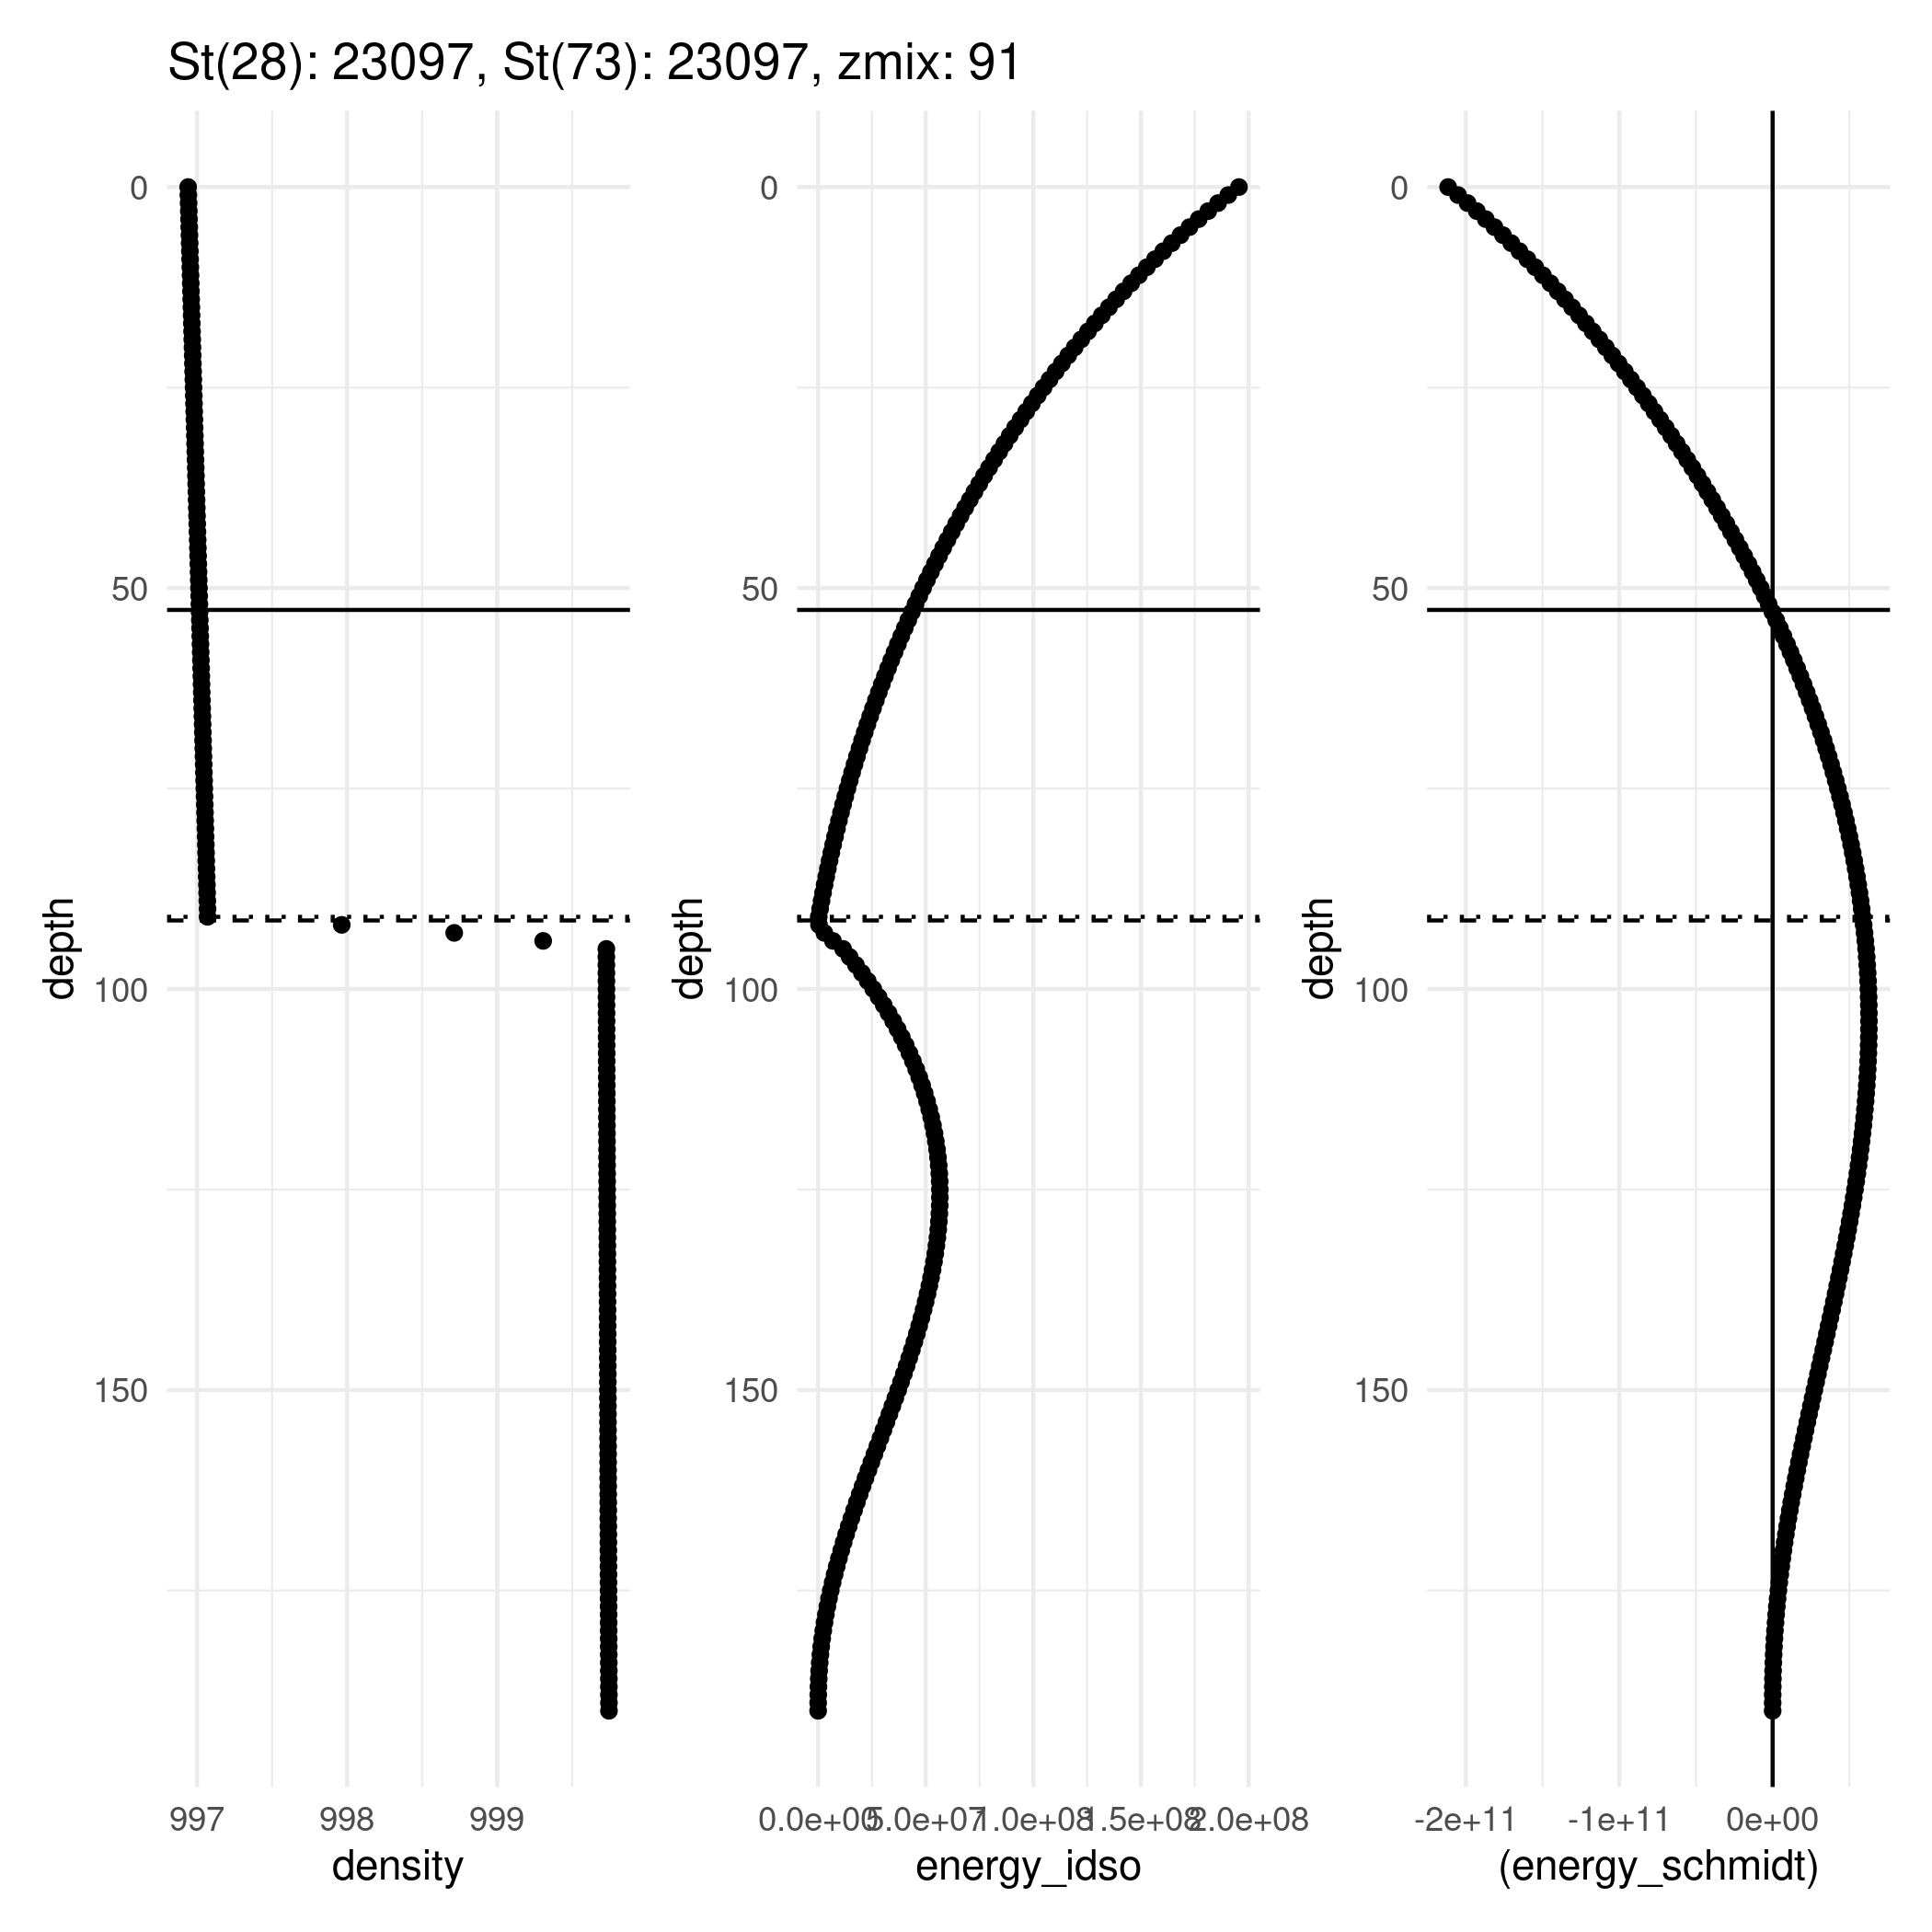 St(28): 23097, St(73): 23097, zmix: 91
0
50
100
150
depth
997
998
999
density
0
50
100
150
depth
0.0e+00
5.0e+07
1.0e+08
1.5e+08
2.0e+08
energy_idso
0
50
100
150
depth
-2e+11
-1e+11
0e+00
(energy_schmidt)